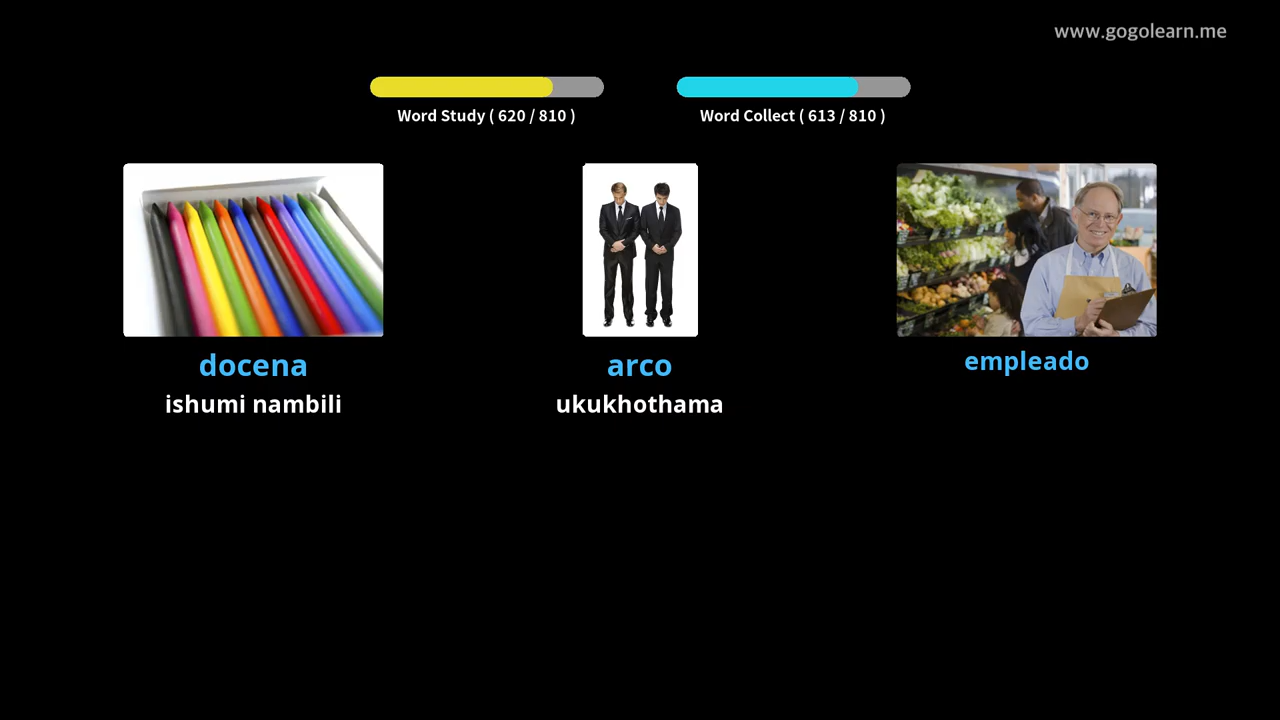 www.gogolearn.me
Word Study ( 620 / 810 )
Word Collect ( 613 / 810 )
docena
ishumi nambili
arco
ukukhothama
empleado